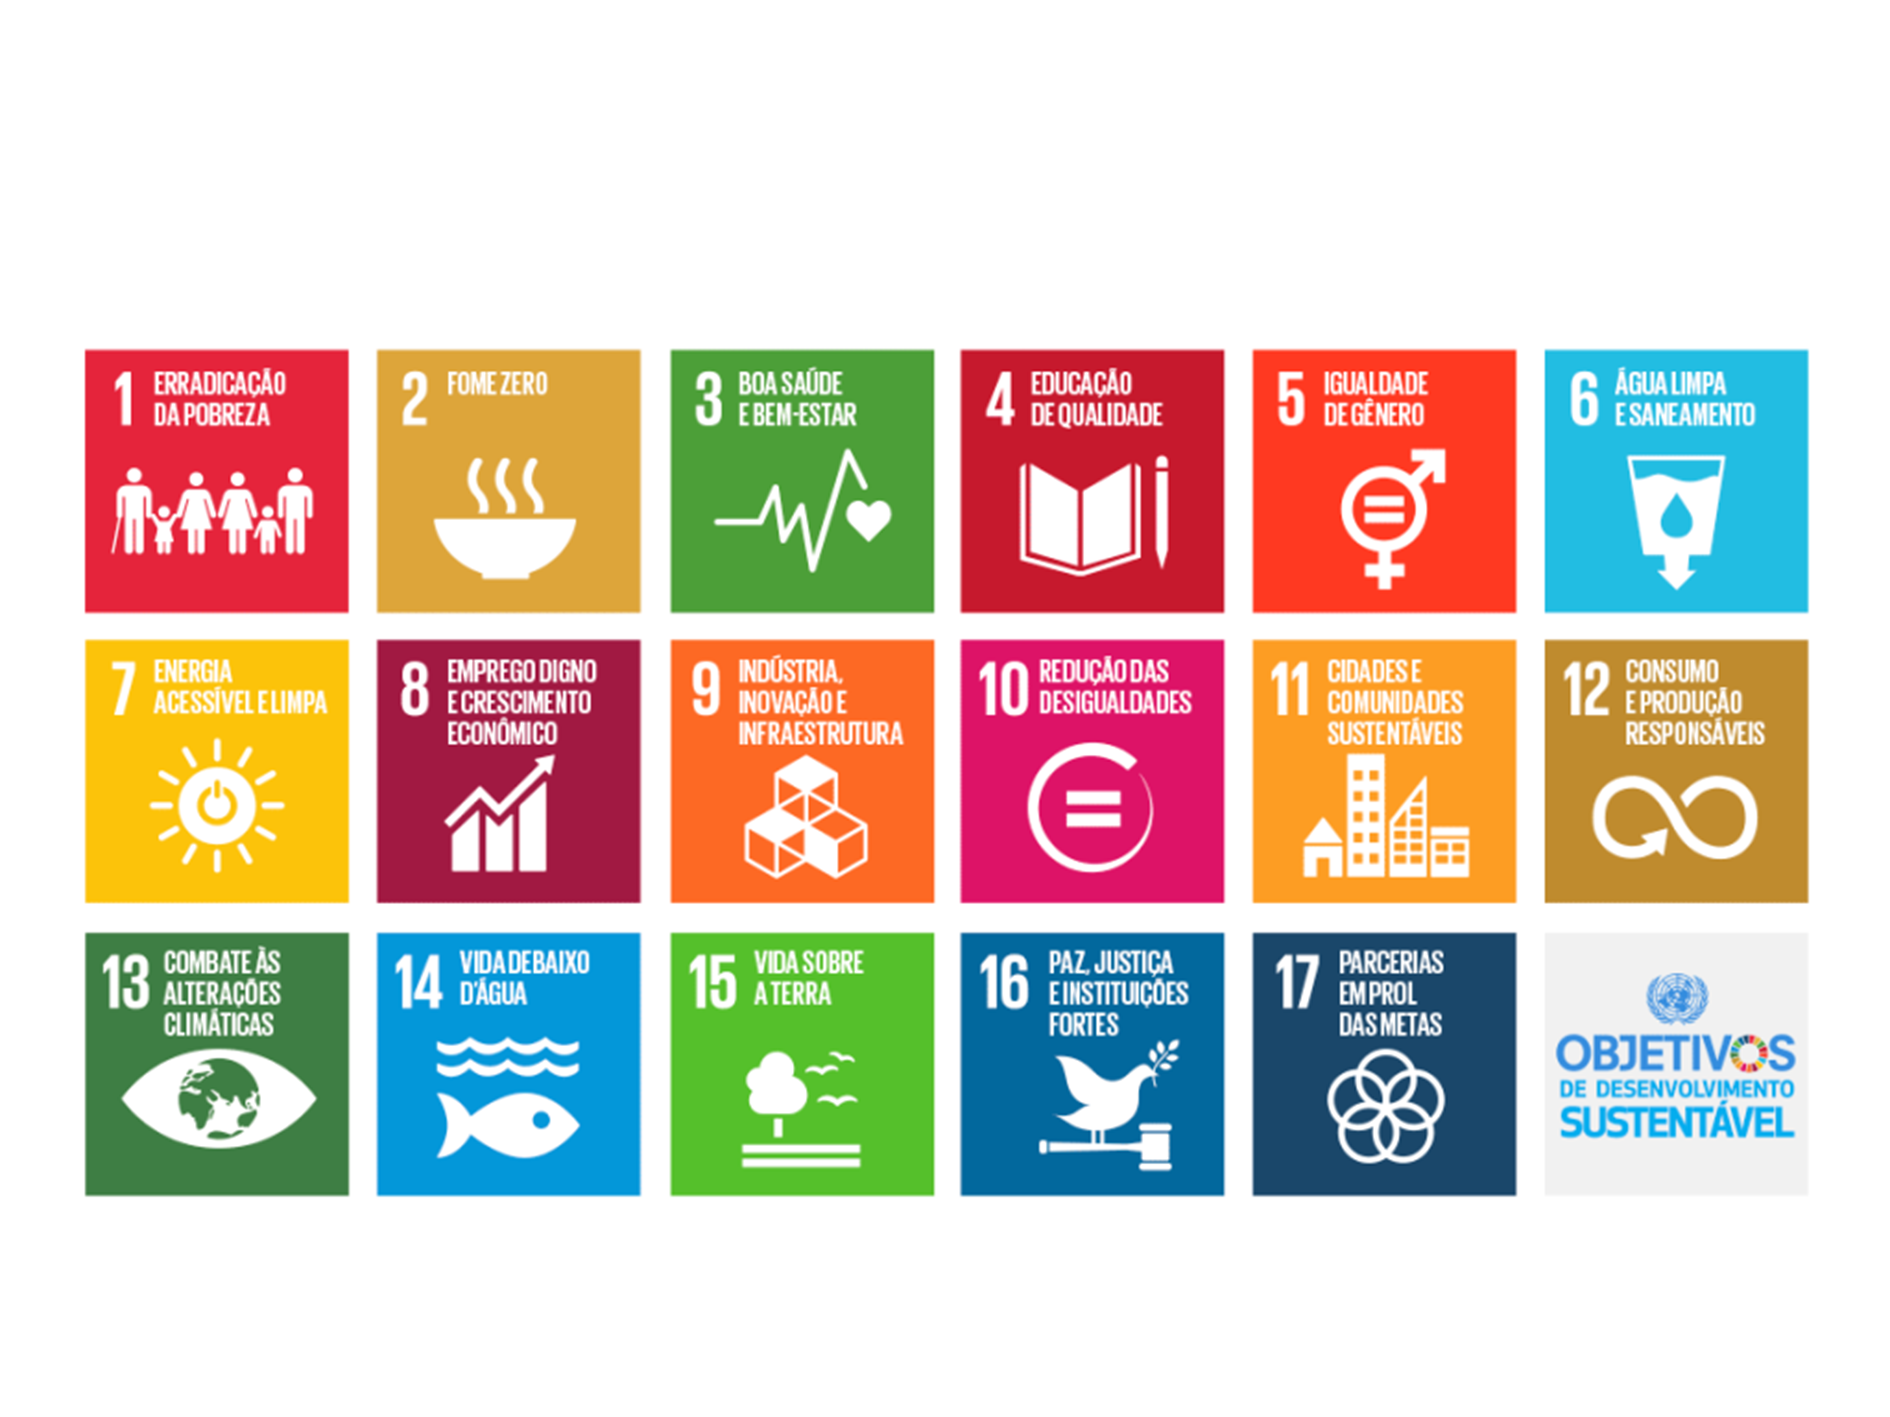 1 ERRADICAÇÃO
DA POBREZA
2 FOME ZERO
3 BOA SAÚDE
E BEM-ESTAR
4 EDUCAÇÃO
DE QUALIDADE
5 IGUALDADE
DE GÊNERO
6 ÁGUA LIMPA
E SANEAMENTO
7 ENERGIA
ACESSÍVEL E LIMPA
8 EMPREGO DIGNO
E CRESCIMENTO
ECONÔMICO
9 INDÚSTRIA,
INOVAÇÃO E
INFRAESTRUTURA
10 REDUÇÃO DAS
DESIGUALDADES
11 CIDADES E
COMUNIDADES
SUSTENTÁVEIS
12 CONSUMO
E PRODUÇÃO
RESPONSÁVEIS
13 COMBATE ÀS
ALTERAÇÕES
CLIMÁTICAS
14 VIDA DEBAIXO
D'ÁGUA
15 VIDA SOBRE
A TERRA
16 PAZ, JUSTIÇA
E INSTITUIÇÕES
FORTES
17 PARCERIAS
EM PROL
DAS METAS
OBJETIVOS
DE DESENVOLVIMENTO
SUSTENTÁVEL